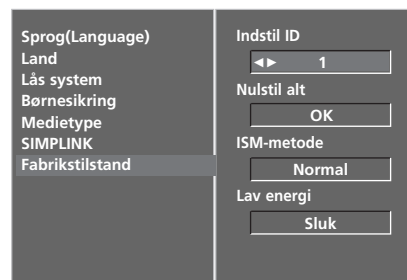 Sprog(Language)
Land
Lås system
Børnesikring
Medietype
SIMPLINK
Fabrikstilstand
Indstil ID
1
Nulstil alt
OK
ISM-metode
Normal
Lav energi
Sluk